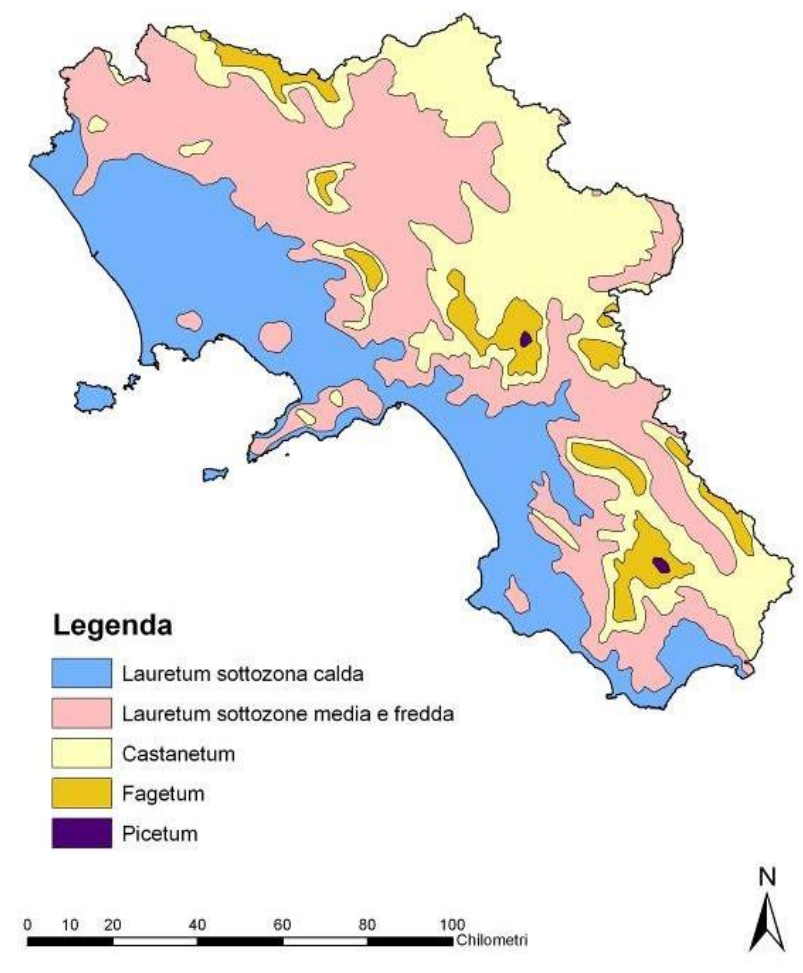 Legenda
Lauretum sottozona calda
Lauretum sottozone media e fredda
Castanetum
Fagetum
Picetum
N
0 10 20 40 60 80 100
Chilometri